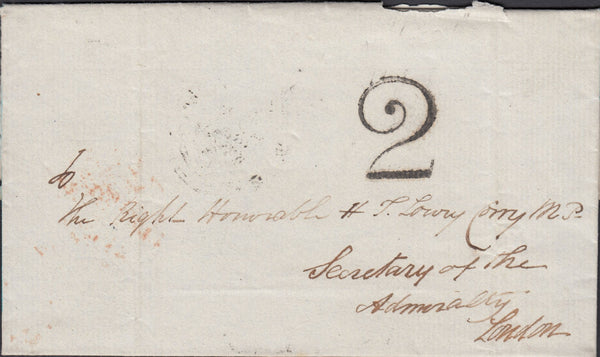 2
To
The Right Honorable H T. Lowry Corry M.P.
Secretary of the
Admiralty
London